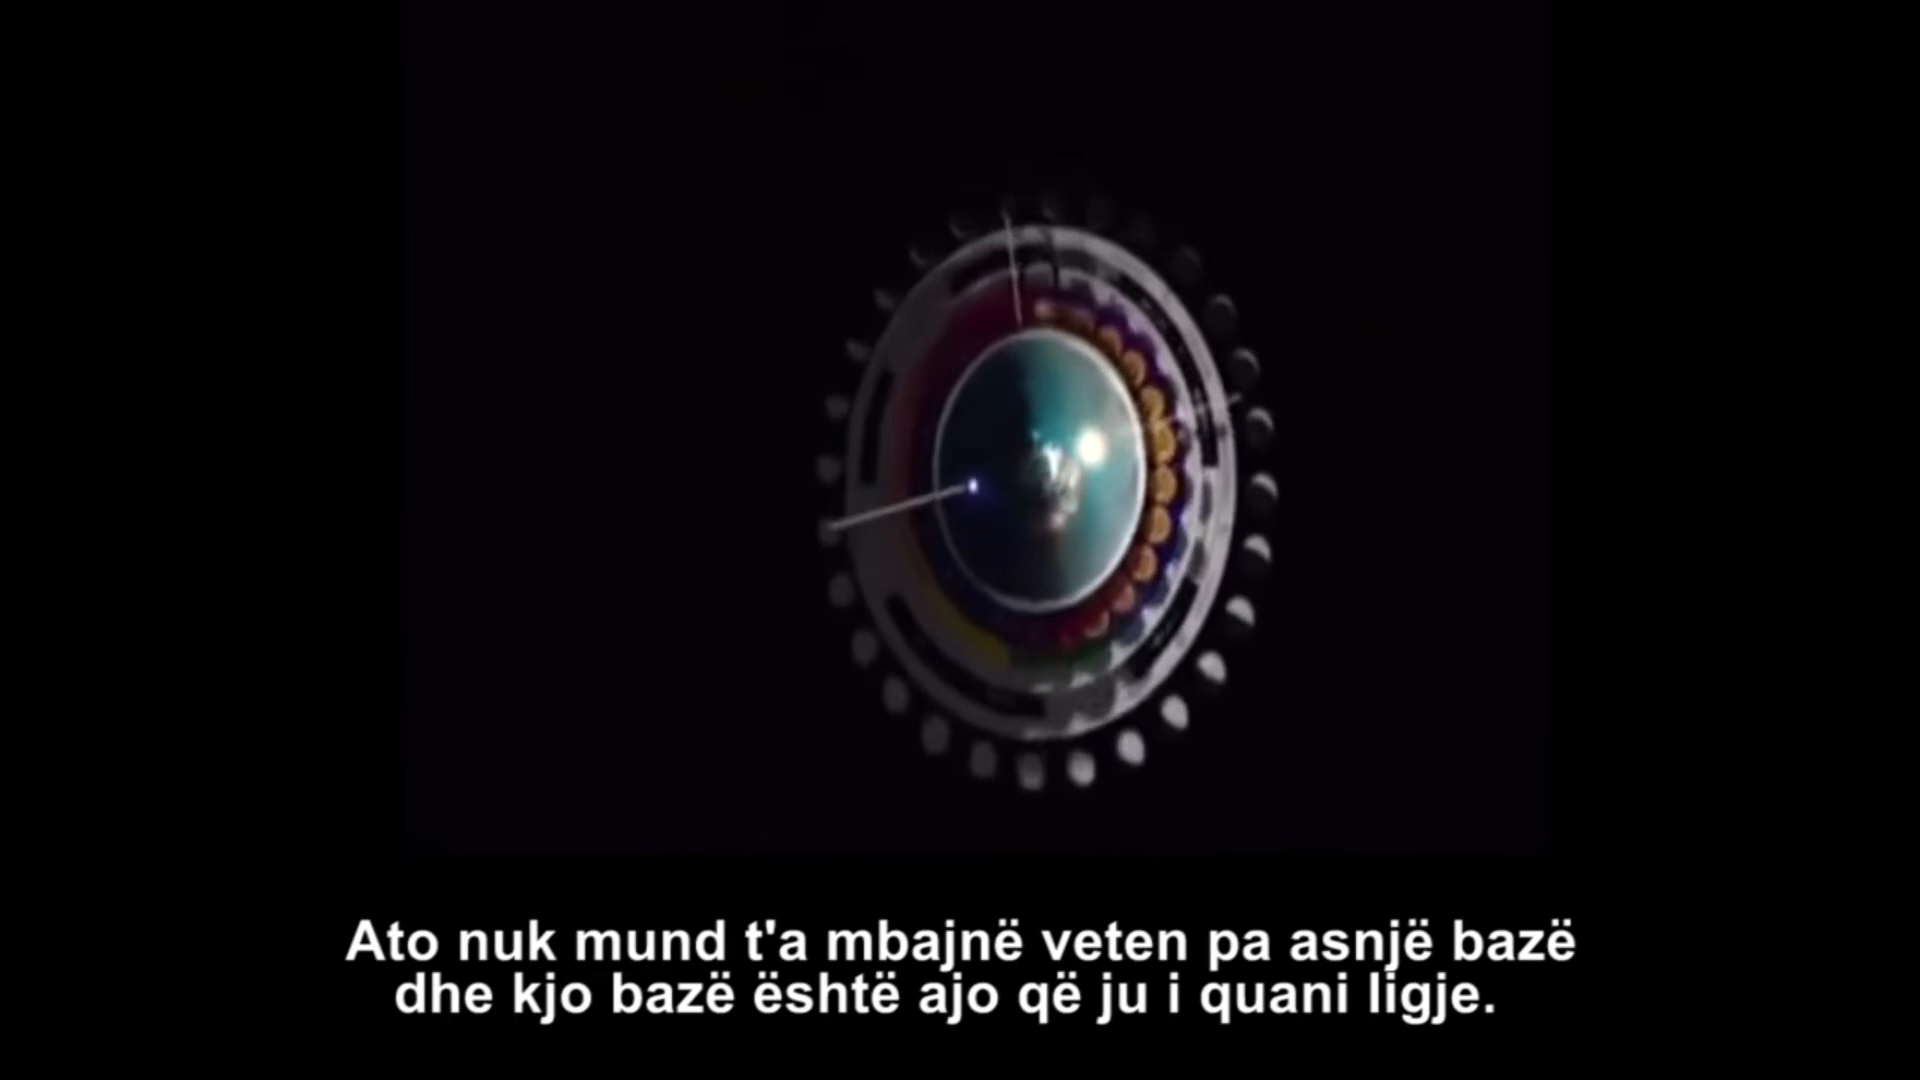 Ato nuk mund t'a mbajnë veten pa asnjë bazë
dhe kjo bazë është ajo që ju i quani ligje.